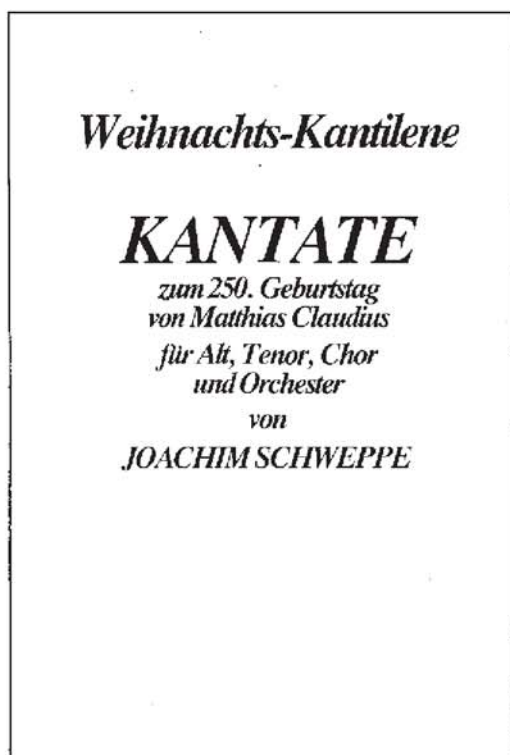 Weihnachts-Kantilene
KANTATE
zum 250. Geburtstag
von Matthias Claudius
für Alt, Tenor, Chor
und Orchester
von
JOACHIM SCHWEPPE